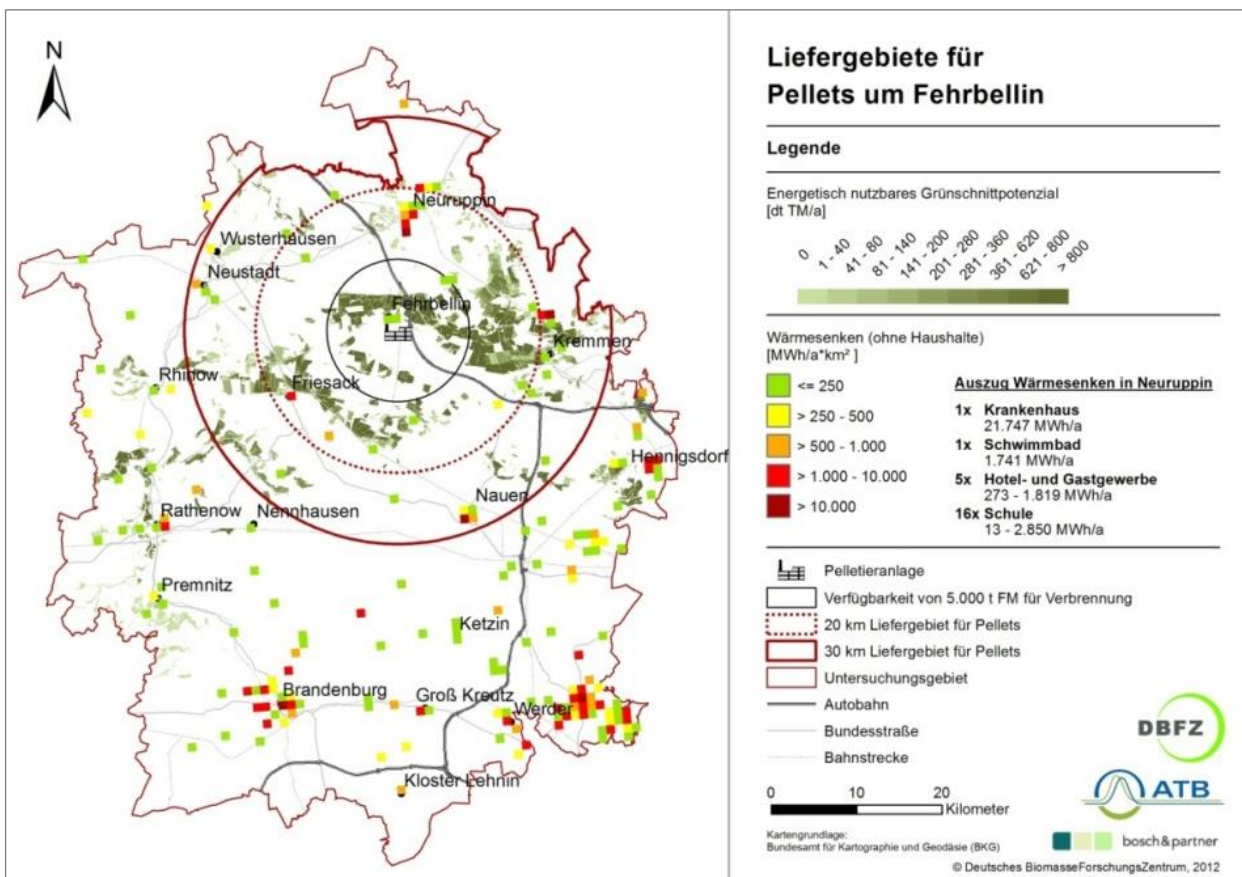 N
Neuruppin
Wusterhausen
Neustadt
Fehrbellin
Kremmen
Rhinow
Friesack
Hennigsdorf
Nauen
Rathenow
Nennhausen
Premnitz
Ketzin
Brandenburg
Groß Kreutz
Werder
Kloster Lehnin
Liefergebiete für
Pellets um Fehrbellin
Legende
Energetisch nutzbares Grünschnittpotenzial
[dt TM/a]
0
1 - 40
41 - 80
81 - 140
141 - 200
201 - 280
281 - 360
361 - 620
621 - 800
> 800
Wärmesenken (ohne Haushalte)
[MWh/a*km² ]
<= 250
> 250 - 500
> 500 - 1.000
> 1.000 - 10.000
> 10.000
Auszug Wärmesenken in Neuruppin
1x Krankenhaus
21.747 MWh/a
1x Schwimmbad
1.741 MWh/a
5x Hotel- und Gastgewerbe
273 - 1.819 MWh/a
16x Schule
13 - 2.850 MWh/a
Pelletieranlage
Verfügbarkeit von 5.000 t FM für Verbrennung
20 km Liefergebiet für Pellets
30 km Liefergebiet für Pellets
Untersuchungsgebiet
Autobahn
Bundesstraße
Bahnstrecke
DBFZ
ATB
0 10 20
Kilometer
Kartengrundlage:
Bundesamt für Kartographie und Geodäsie (BKG)
bosch&partner
© Deutsches BiomasseForschungsZentrum, 2012